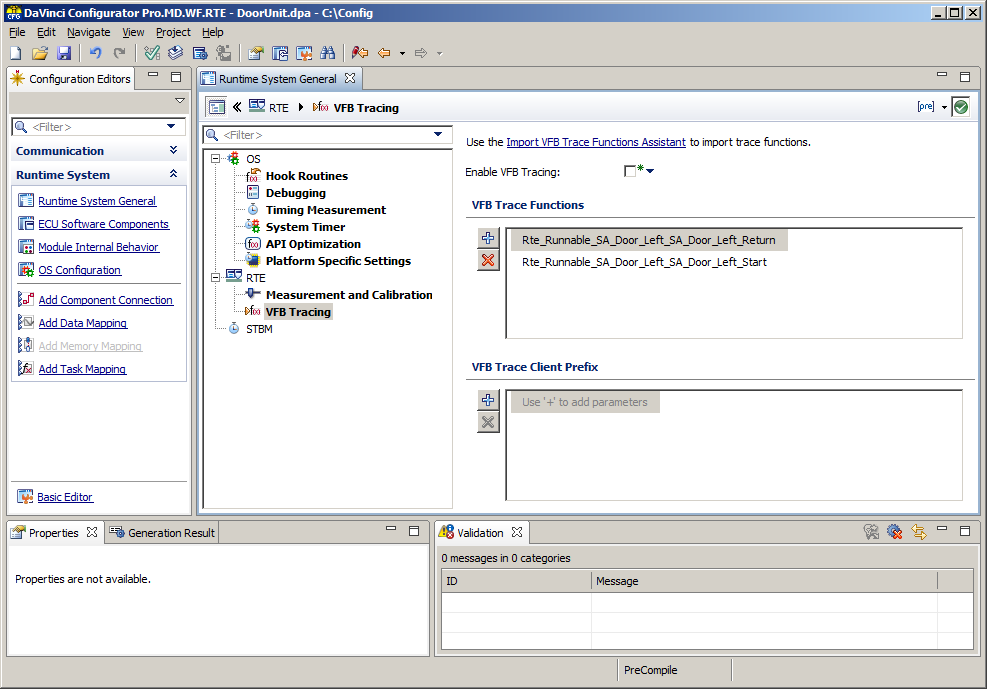 DaVinci Configurator Pro.MD.WF.RTE - DoorUnit.dpa - C:\Config
File Edit Navigate View Project Help
Configuration Editors
<Filter>
Communication
Runtime System
Runtime System General
ECU Software Components
Module Internal Behavior
OS Configuration
Add Component Connection
Add Data Mapping
Add Memory Mapping
Add Task Mapping
Basic Editor
Runtime System General
RTE
VFB Tracing
[pre]
<Filter>
OS
Hook Routines
Debugging
Timing Measurement
System Timer
API Optimization
Platform Specific Settings
RTE
Measurement and Calibration
VFB Tracing
STBM
Use the Import VFB Trace Functions Assistant to import trace functions.
Enable VFB Tracing:
VFB Trace Functions
Rte_Runnable_SA_Door_Left_SA_Door_Left_Return
Rte_Runnable_SA_Door_Left_SA_Door_Left_Start
VFB Trace Client Prefix
Use '+' to add parameters
Properties
Generation Result
Properties are not available.
Validation
0 messages in 0 categories
ID Message
PreCompile